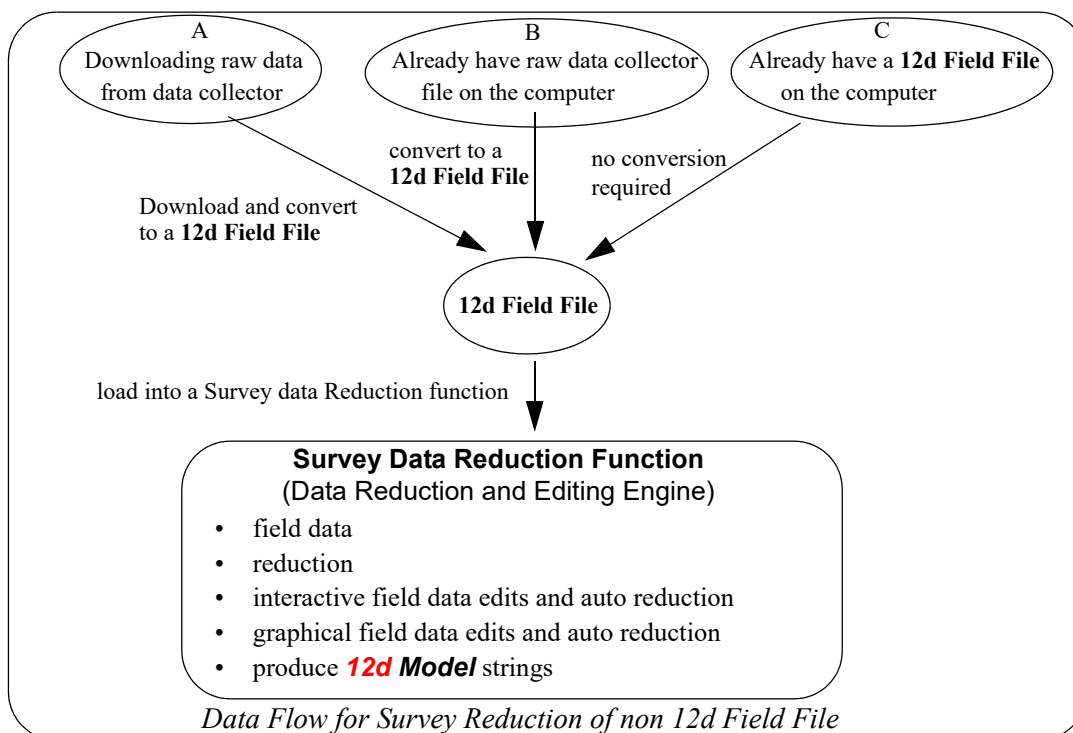 A
Downloading raw data
from data collector
B
Already have raw data collector
file on the computer
C
Already have a 12d Field File
on the computer
convert to a
12d Field File
no conversion
required
Download and convert
to a 12d Field File
12d Field File
load into a Survey data Reduction function
Survey Data Reduction Function
(Data Reduction and Editing Engine)
• field data
• reduction
• interactive field data edits and auto reduction
• graphical field data edits and auto reduction
• produce 12d Model strings
Data Flow for Survey Reduction of non 12d Field File